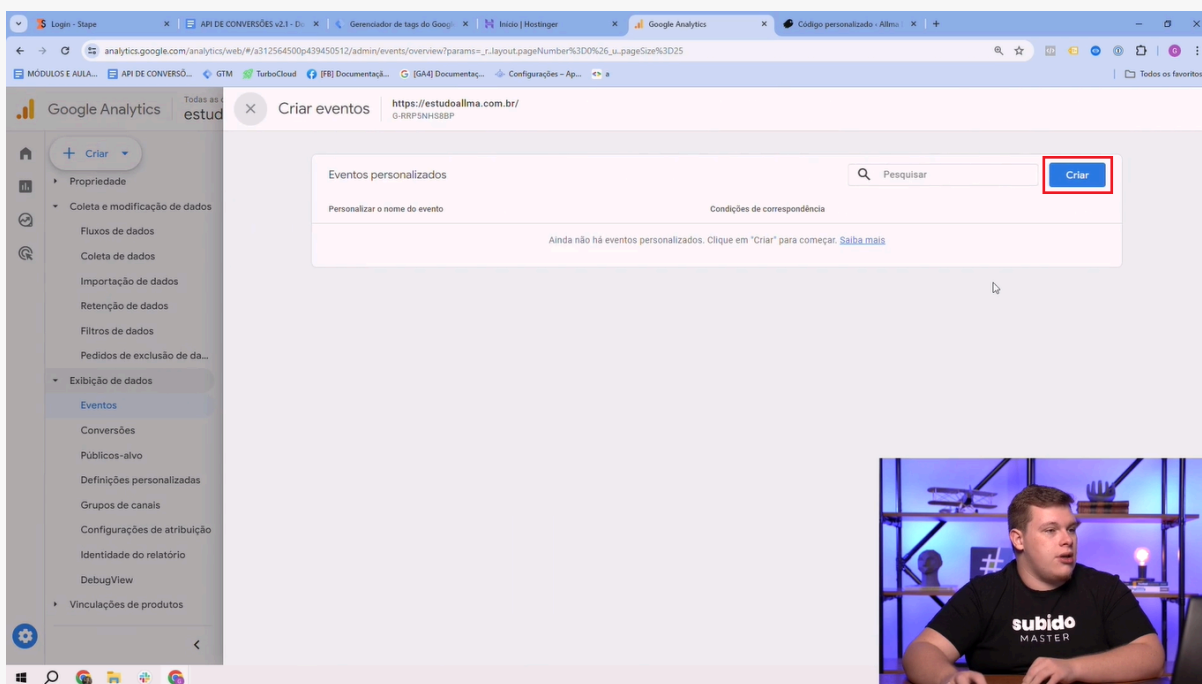 Login - Stape
API DE CONVERSÕES v2.1 - Do
Gerenciador de tags do Googl
Início | Hostinger
Google Analytics
Código personalizado ‹ Allma
analytics.google.com/analytics/web/#/a312564500p439450512/admin/events/overview?params=_r..layout.pageNumber%3D0%26_u..pageSize%3D25
MÓDULOS E AULA...
API DE CONVERSÕ...
GTM
TurboCloud
[FB] Documentaçã...
[GA4] Documentaç...
Configurações – Ap...
a
Todos os favoritos
Google Analytics
Todas as c
estud
Criar eventos
https://estudoallma.com.br/
G-RRP5NHS8BP
Criar
Propriedade
Coleta e modificação de dados
Fluxos de dados
Coleta de dados
Importação de dados
Retenção de dados
Filtros de dados
Pedidos de exclusão de da...
Exibição de dados
Eventos
Conversões
Públicos-alvo
Definições personalizadas
Grupos de canais
Configurações de atribuição
Identidade do relatório
DebugView
Vinculações de produtos
Eventos personalizados
Pesquisar
Criar
Personalizar o nome do evento
Condições de correspondência
Ainda não há eventos personalizados. Clique em "Criar" para começar. Saiba mais
#
subido
MASTER